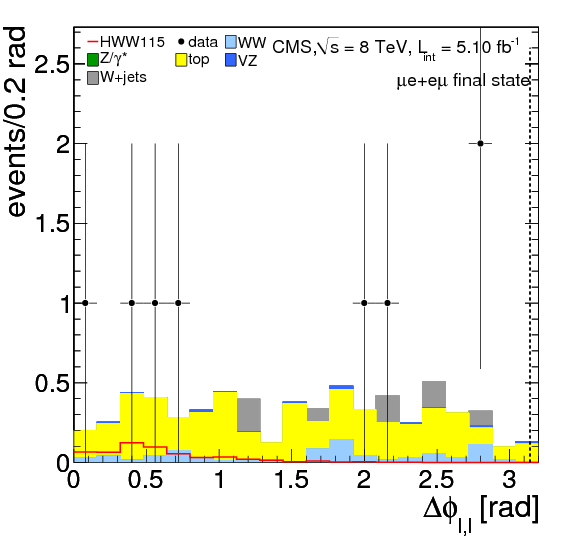 HWW115 data WW
Z/γ* top VZ
W+jets
CMS,√s = 8 TeV, L_int = 5.10 fb⁻¹
μe+eμ final state
events/0.2 rad
2.5
2
1.5
1
0.5
0
0 0.5 1 1.5 2 2.5 3
Δϕ_l,l [rad]